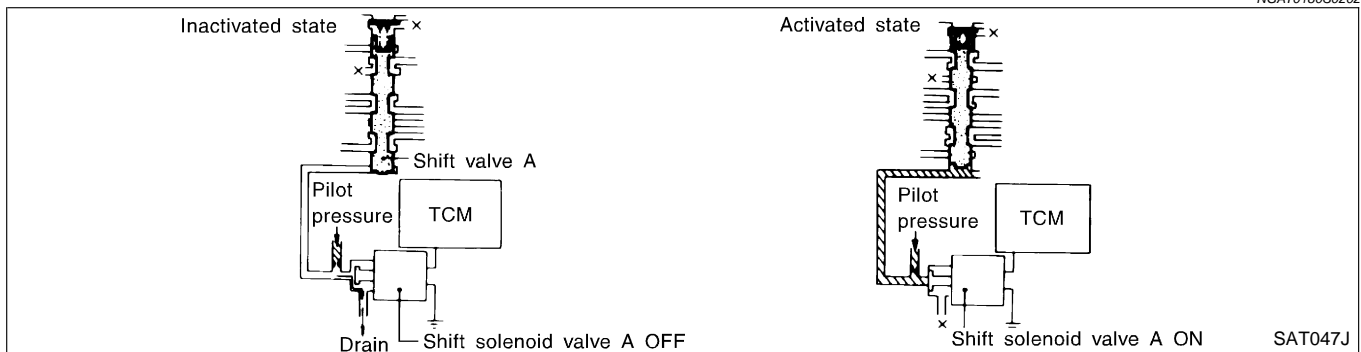 Inactivated state
Shift valve A
Pilot
pressure
TCM
Drain
Shift solenoid valve A OFF
Activated state
Pilot
pressure
TCM
Shift solenoid valve A ON
SAT047J